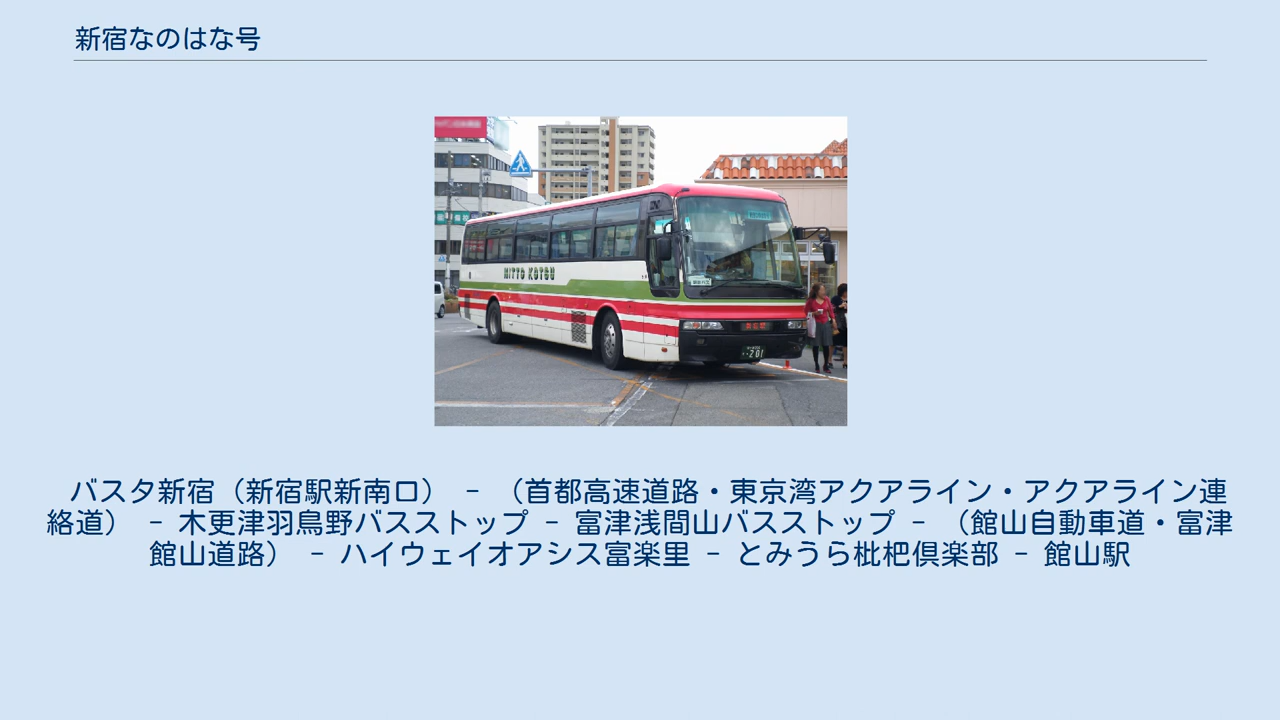 新宿なのはな号
NITTO KOTSU
201
バスタ新宿（新宿駅新南口） - （首都高速道路・東京湾アクアライン・アクアライン連
絡道） - 木更津羽鳥野バスストップ - 富津浅間山バスストップ - （館山自動車道・富津
館山道路） - ハイウェイオアシス富楽里 - とみうら枇杷倶楽部 - 館山駅